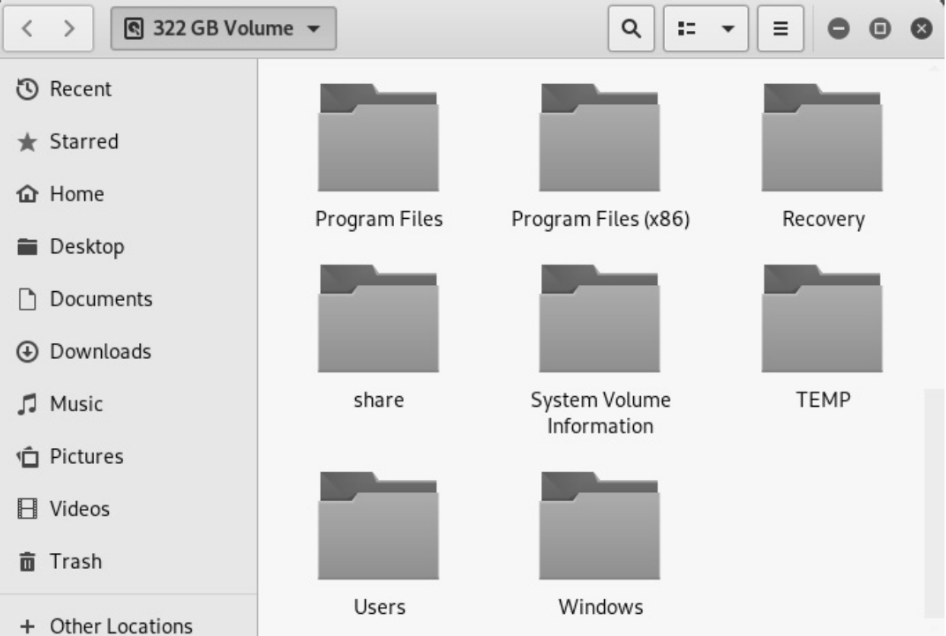 322 GB Volume
Recent
Starred
Home
Desktop
Documents
Downloads
Music
Pictures
Videos
Trash
Other Locations
Program Files
Program Files (x86)
Recovery
share
System Volume
Information
TEMP
Users
Windows